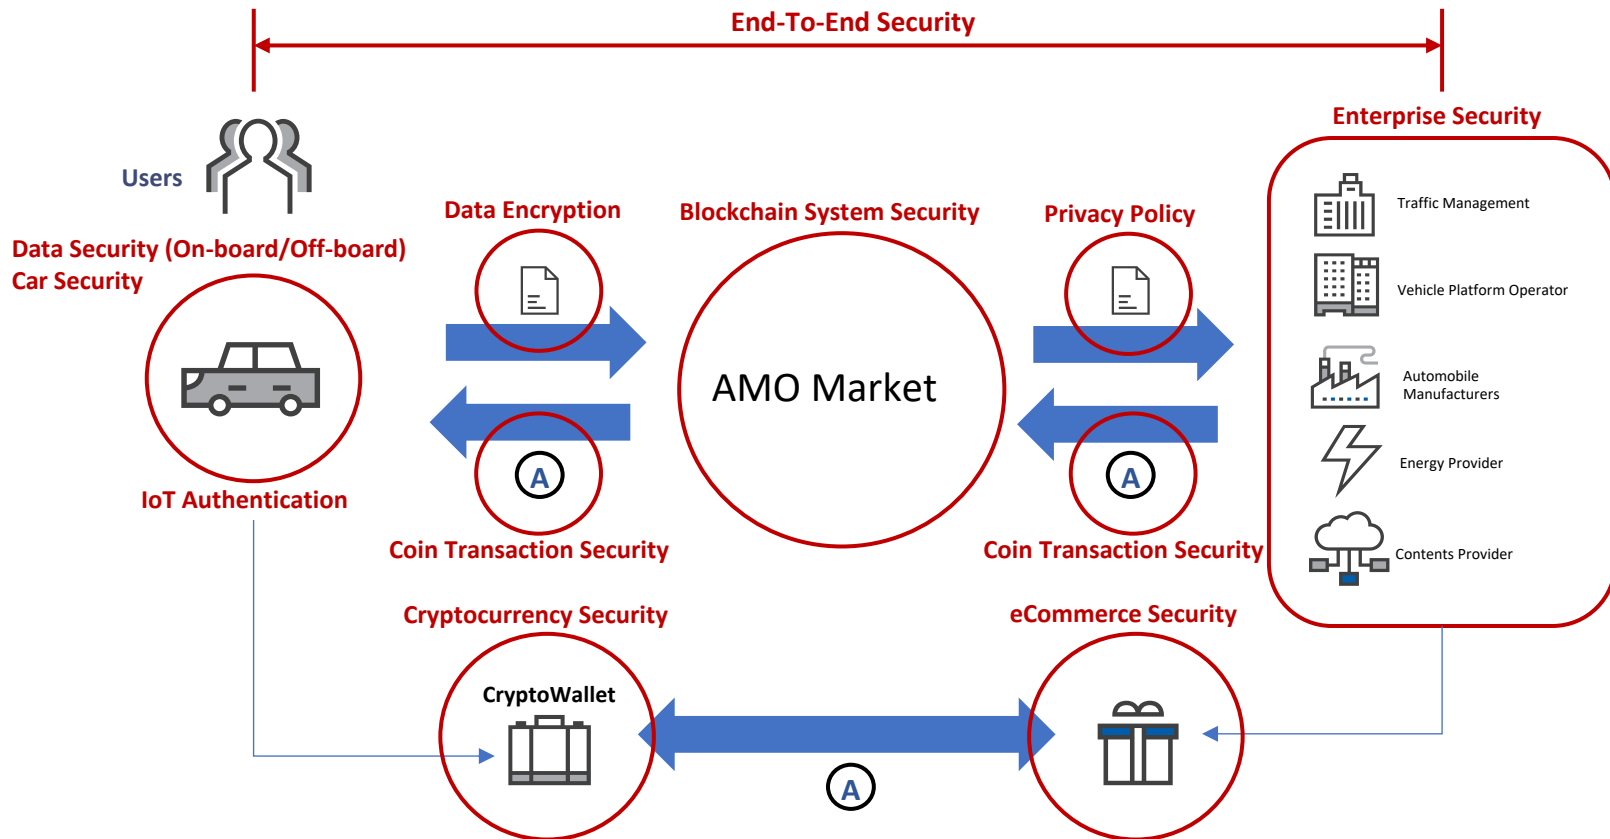 End-To-End Security
Enterprise Security
Users
Data Encryption
Blockchain System Security
Privacy Policy
Traffic Management
Data Security (On-board/Off-board)
Car Security
Vehicle Platform Operator
AMO Market
Automobile
Manufacturers
A
A
Energy Provider
IoT Authentication
Coin Transaction Security
Coin Transaction Security
Contents Provider
Cryptocurrency Security
eCommerce Security
CryptoWallet
A